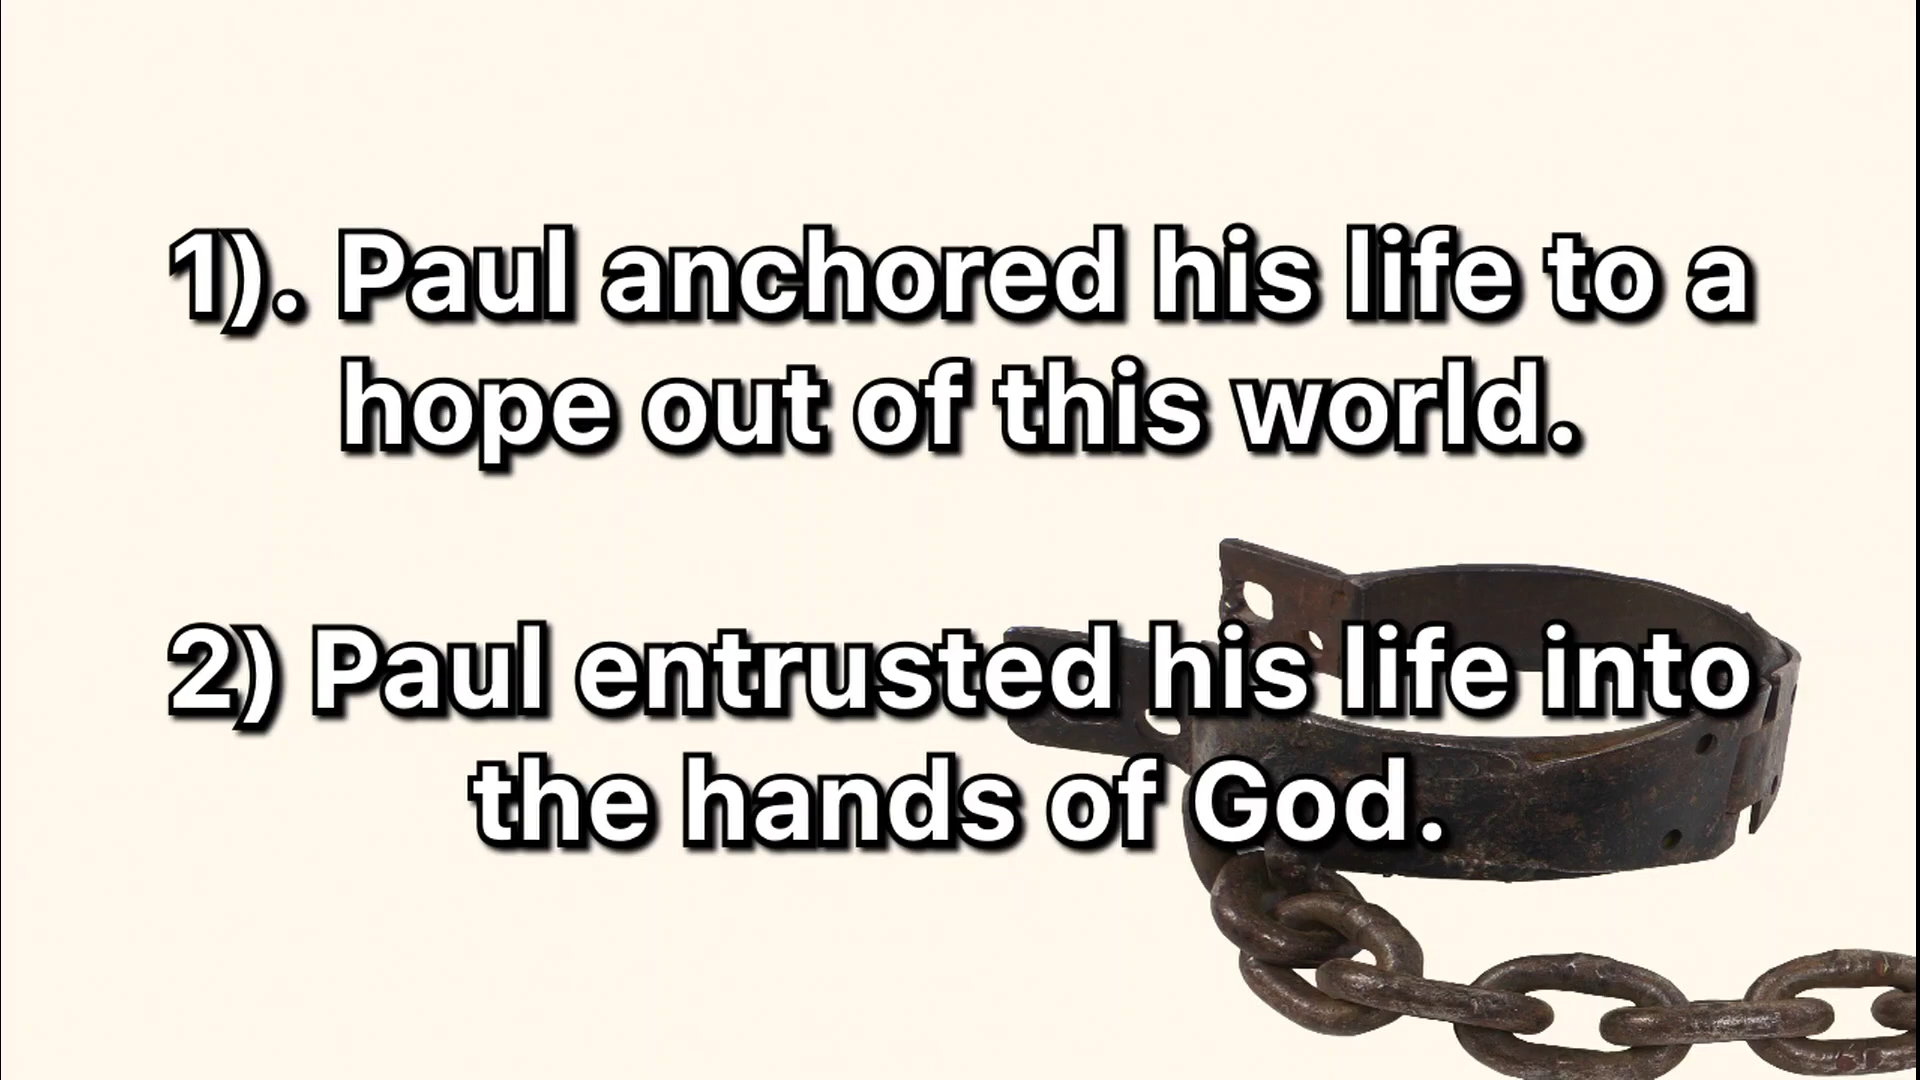 1). Paul anchored his life to a
hope out of this world.
2) Paul entrusted his life into
the hands of God.